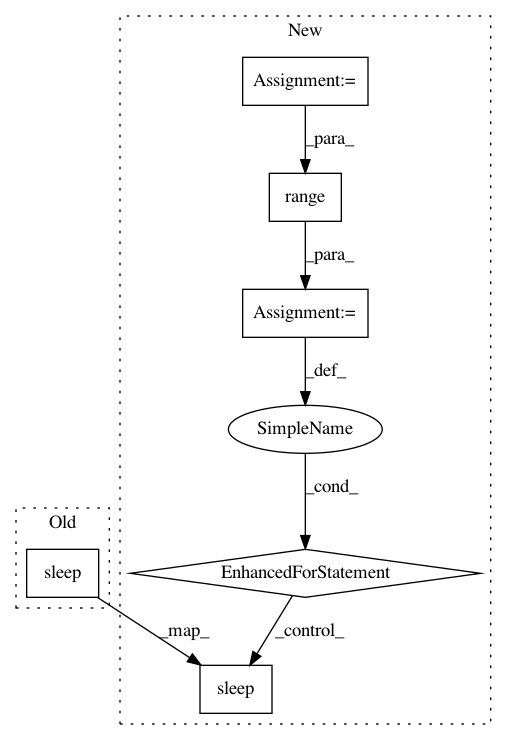 New
Assignment:=
_para_
range
_para_
Assignment:=
_def_
SimpleName
_cond_
Old
EnhancedForStatement
sleep
_map_
_control_
sleep